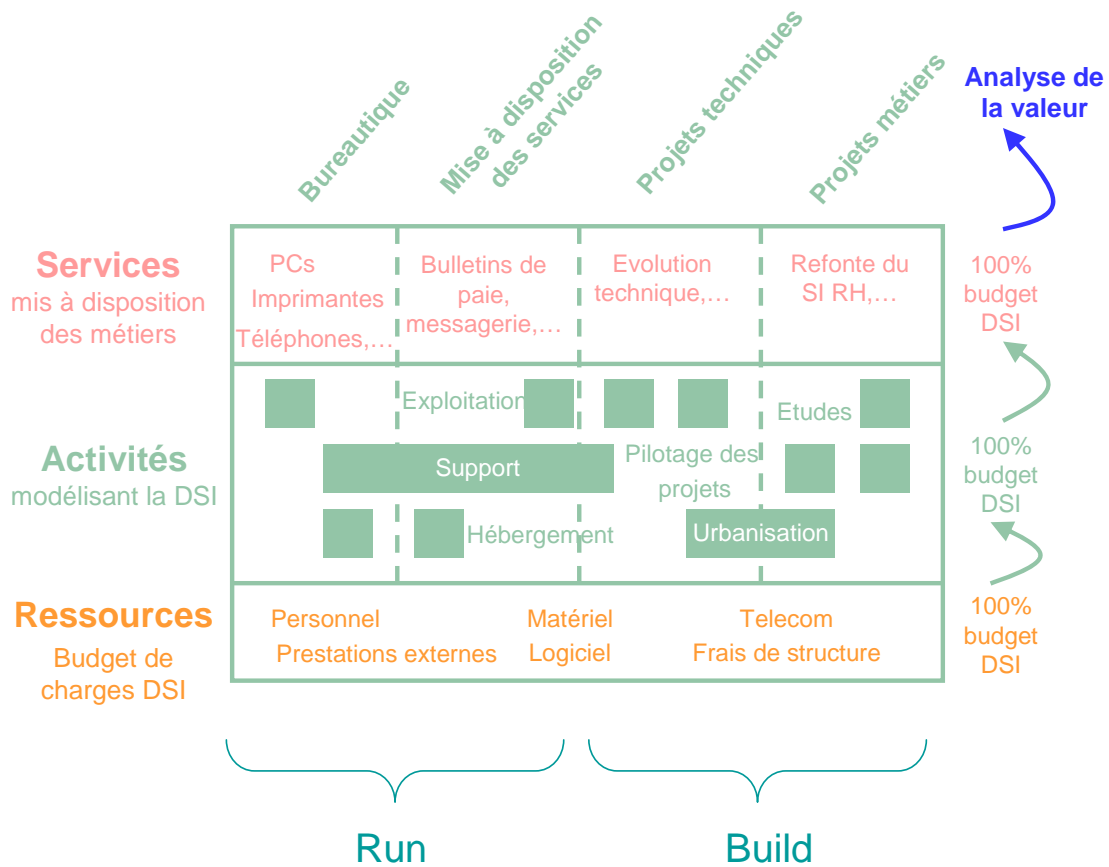 Bureautique
Mise à disposition
des services
Projets techniques
Projets métiers
Analyse de
la valeur
Services
mis à disposition
des métiers
PCs
Imprimantes
Téléphones,…
Bulletins de
paie,
messagerie,…
Evolution
technique,…
Refonte du
SI RH,…
100%
budget
DSI
Activités
modélisant la DSI
Exploitation
Etudes
Support
Pilotage des
projets
Hébergement
Urbanisation
100%
budget
DSI
Ressources
Budget de
charges DSI
Personnel
Matériel
Telecom
Prestations externes
Logiciel
Frais de structure
100%
budget
DSI
Run
Build